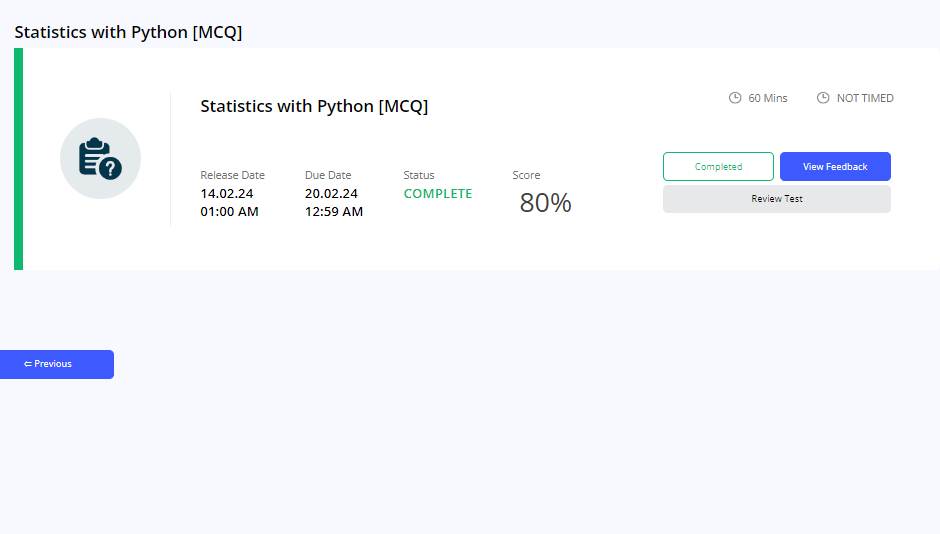 Statistics with Python [MCQ]
Statistics with Python [MCQ]
60 Mins
NOT TIMED
Release Date
14.02.24
01:00 AM
Due Date
20.02.24
12:59 AM
Status
COMPLETE
Score
80%
Completed
View Feedback
Review Test
⇐ Previous